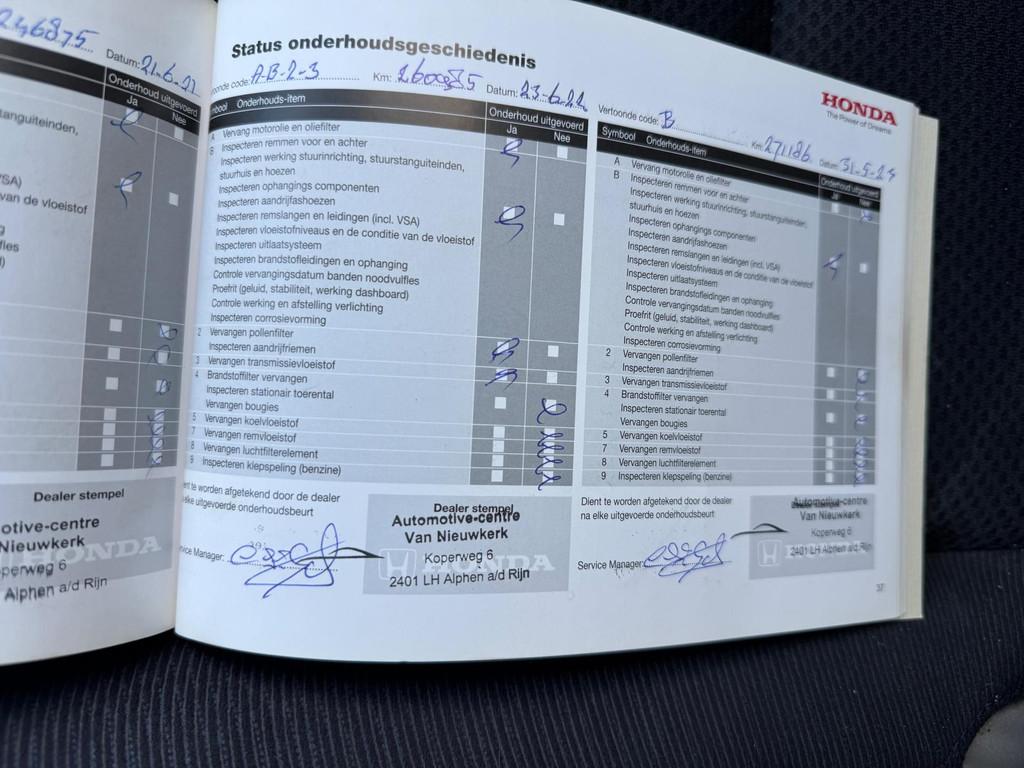 246875
Datum: 21-6-21
Onderhoud uitgevoerd
Ja
Nee
tanguiteinden,
VSA)
van de vloeistof
Dealer stempel
otive-centre
Nieuwkerk
perweg 6
Alphen a/d Rijn
HONDA
Status onderhoudsgeschiedenis
oonde code: A-B-2-3
Km:
Datum: 23-6-22
mbool Onderhouds-item
Onderhoud uitgevoerd
Ja Nee
A Vervang motorolie en oliefilter
B Inspecteren remmen voor en achter
Inspecteren werking stuurinrichting, stuurstanguiteinden,
stuurhuis en hoezen
Inspecteren ophangings componenten
Inspecteren aandrijfashoezen
Inspecteren remslangen en leidingen (incl. VSA)
Inspecteren vloeistofniveaus en de conditie van de vloeistof
Inspecteren uitlaatsysteem
Inspecteren brandstofleidingen en ophanging
Controle vervangingsdatum banden noodvulfles
Proefrit (geluid, stabiliteit, werking dashboard)
Controle werking en afstelling verlichting
Inspecteren corrosievorming
2 Vervangen pollenfilter
Inspecteren aandrijfriemen
3 Vervangen transmissievloeistof
4 Brandstoffilter vervangen
Inspecteren stationair toerental
Vervangen bougies
5 Vervangen koelvloeistof
7 Vervangen remvloeistof
8 Vervangen luchtfilterelement
9 Inspecteren klepspeling (benzine)
ent te worden afgetekend door de dealer
elke uitgevoerde onderhoudsbeurt
vice Manager:
Dealer stempel
Automotive-centre
Van Nieuwkerk
Koperweg 6
2401 LH Alphen a/d Rijn
HONDA
HONDA
The Power of Dreams
Vertoonde code: B
Km: 271186
Datum: 31-5-24
Symbool Onderhouds-item
Onderhoud uitgevoerd
Ja Nee
A Vervang motorolie en oliefilter
B Inspecteren remmen voor en achter
Inspecteren werking stuurinrichting, stuurstanguiteinden,
stuurhuis en hoezen
Inspecteren ophangings componenten
Inspecteren aandrijfashoezen
Inspecteren remslangen en leidingen (incl. VSA)
Inspecteren vloeistofniveaus en de conditie van de vloeistof
Inspecteren uitlaatsysteem
Inspecteren brandstofleidingen en ophanging
Controle vervangingsdatum banden noodvulfles
Proefrit (geluid, stabiliteit, werking dashboard)
Controle werking en afstelling verlichting
Inspecteren corrosievorming
2 Vervangen pollenfilter
Inspecteren aandrijfriemen
3 Vervangen transmissievloeistof
4 Brandstoffilter vervangen
Inspecteren stationair toerental
Vervangen bougies
5 Vervangen koelvloeistof
7 Vervangen remvloeistof
8 Vervangen luchtfilterelement
9 Inspecteren klepspeling (benzine)
Dient te worden afgetekend door de dealer
na elke uitgevoerde onderhoudsbeurt
Service Manager:
Automotive-centre
Van Nieuwkerk
Koperweg 6
2401 LH Alphen a/d Rijn
37